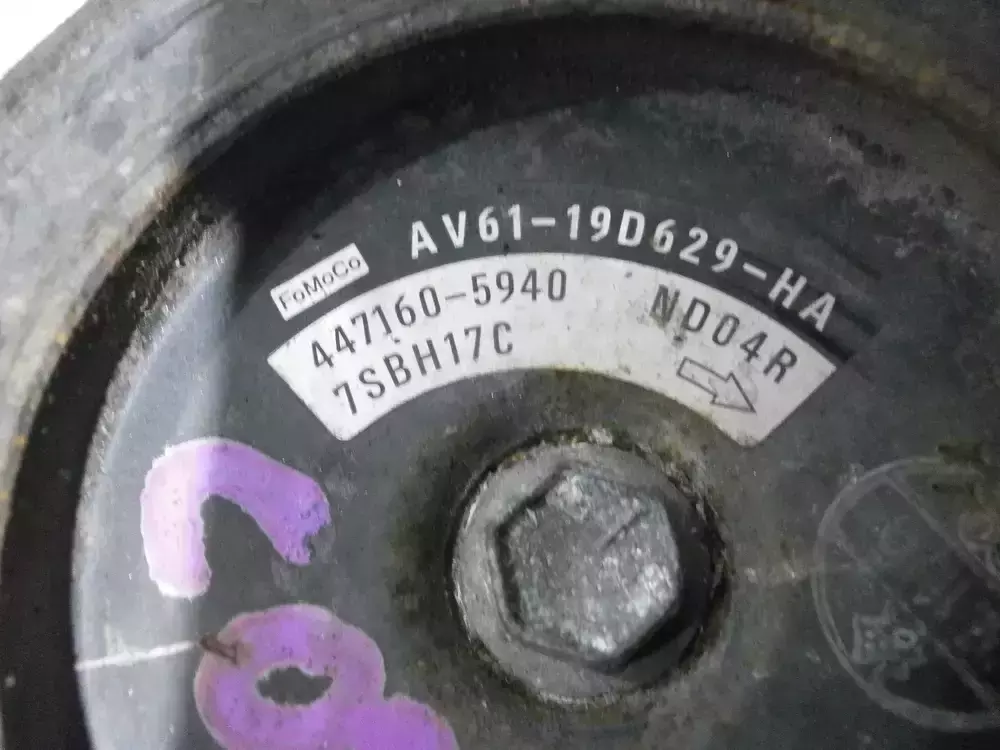 FoMoCo
AV61-19D629-HA
447160-5940 ND04R
7SBH17C